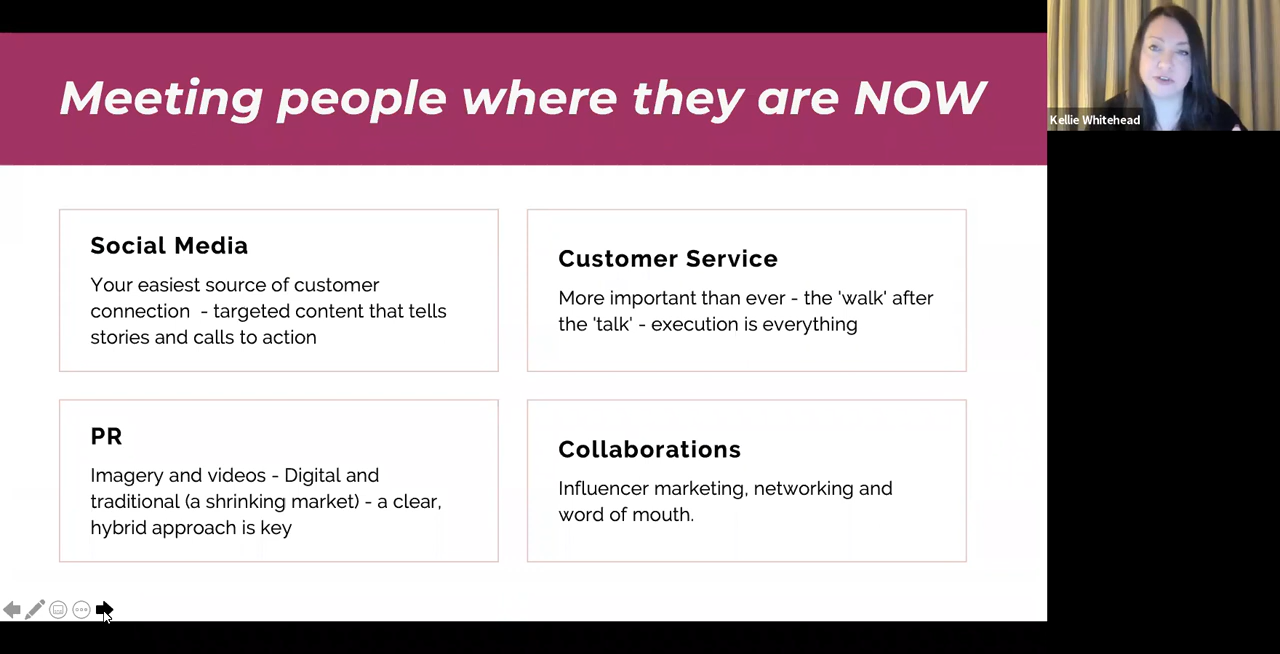 Meeting people where they are NOW
Kellie Whitehead
Social Media
Your easiest source of customer
connection  - targeted content that tells
stories and calls to action
Customer Service
More important than ever - the 'walk' after
the 'talk' - execution is everything
PR
Imagery and videos - Digital and
traditional (a shrinking market) - a clear,
hybrid approach is key
Collaborations
Influencer marketing, networking and
word of mouth.